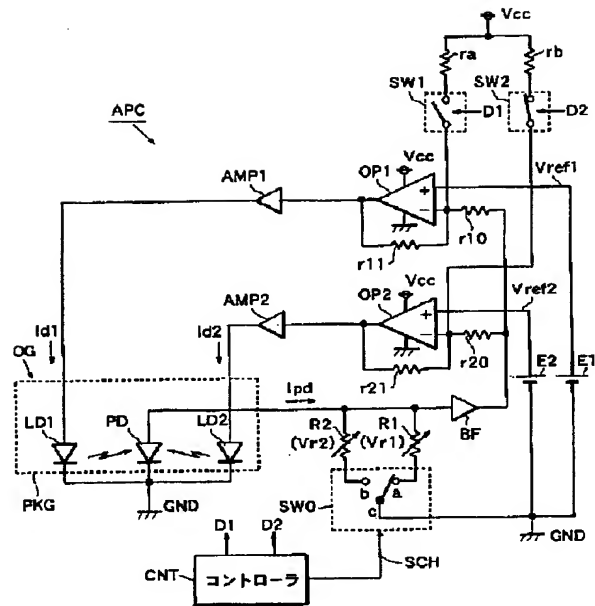 Vcc
ra
rb
SW1
SW2
D1
D2
APC
Vcc
OP1
AMP1
Vref1
+
−
r10
r11
Vcc
OP2
AMP2
Vref2
+
−
r20
r21
Id1
Id2
OG
Ipd
E2
E1
LD1
PD
LD2
R2
(Vr2)
R1
(Vr1)
BF
b
a
c
PKG
GND
SW0
GND
D1
D2
SCH
CNT
コントローラ